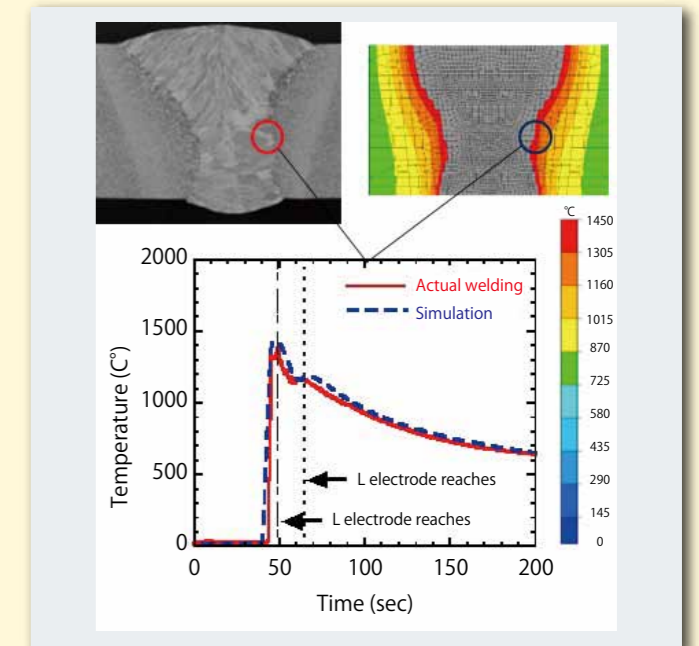 ℃
1450
1305
1160
1015
870
725
580
435
290
145
0
2000
1500
1000
500
0
Temperature (C°)
Actual welding
Simulation
L electrode reaches
L electrode reaches
0 50 100 150 200
Time (sec)